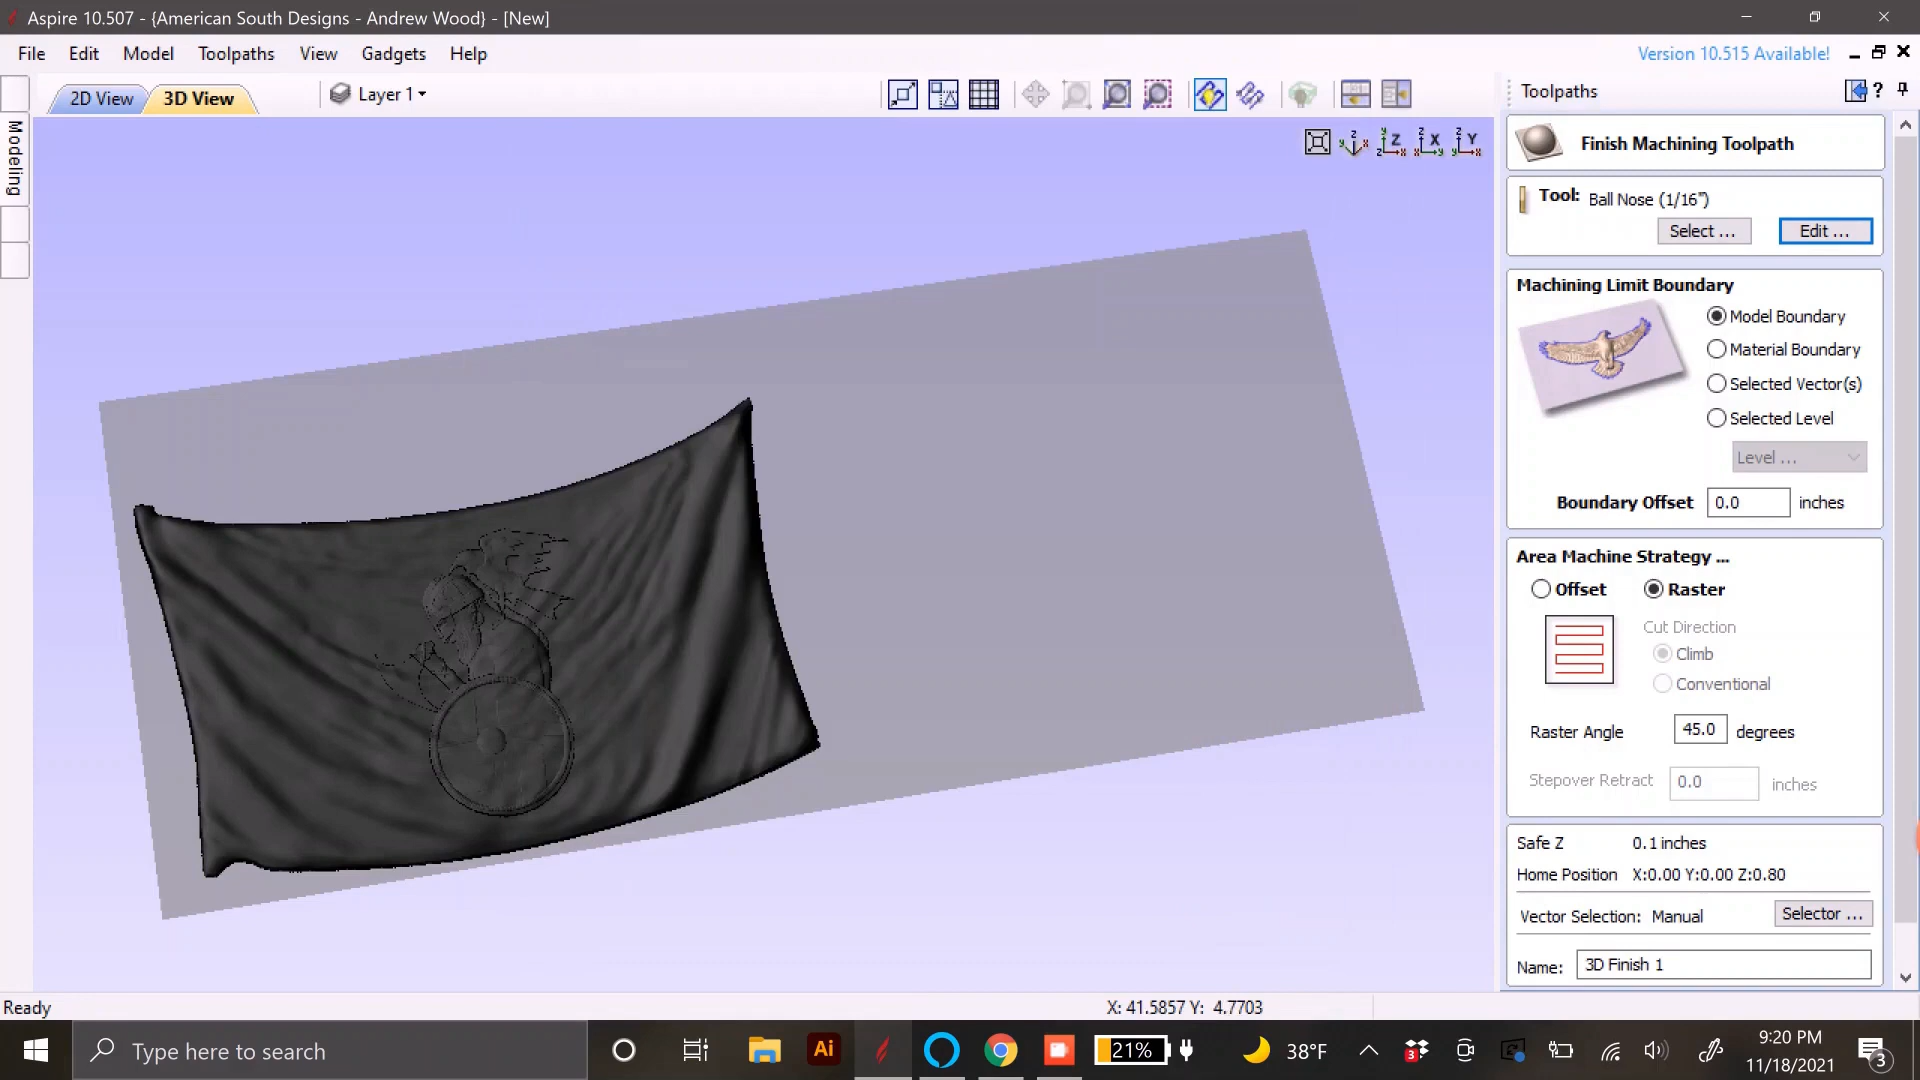 Aspire 10.507 - {American South Designs - Andrew Wood} - [New]
File Edit Model Toolpaths View Gadgets Help
Version 10.515 Available!
2D View 3D View Layer 1
Modeling
Toolpaths
Finish Machining Toolpath
Tool: Ball Nose (1/16")
Select ... Edit ...
Machining Limit Boundary
Model Boundary
Material Boundary
Selected Vector(s)
Selected Level
Level ...
Boundary Offset 0.0 inches
Area Machine Strategy ...
Offset Raster
Cut Direction
Climb
Conventional
Raster Angle 45.0 degrees
Stepover Retract 0.0 inches
Safe Z 0.1 inches
Home Position X:0.00 Y:0.00 Z:0.80
Vector Selection: Manual Selector ...
Name: 3D Finish 1
Ready
X: 41.5857 Y: 4.7703
Type here to search
Ai
21%
38°F
3
9:20 PM
11/18/2021
3